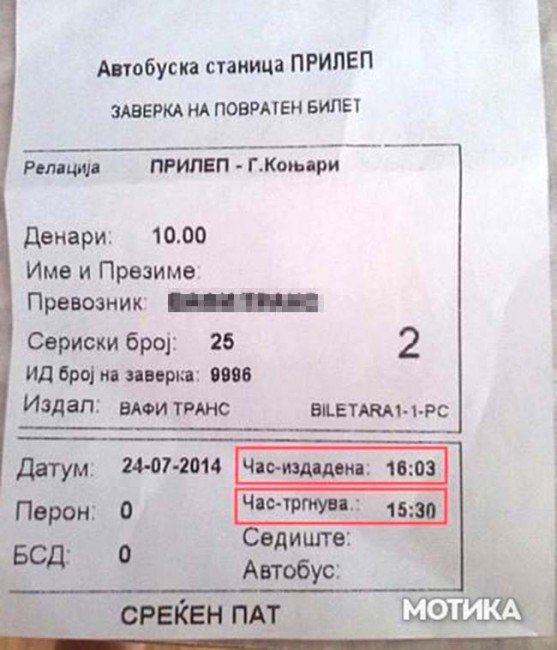 Автобуска станица ПРИЛЕП
ЗАВЕРКА НА ПОВРАТЕН БИЛЕТ
Релација ПРИЛЕП - Г.Коњари
Денари: 10.00
Име и Презиме:
Превозник:
Сериски број: 25 2
ИД број на заверка: 9996
Издал: ВАФИ ТРАНС BILETARA1-1-PC
Датум: 24-07-2014 Час-издадена: 16:03
Перон: 0 Час-тргнува.: 15:30
Седиште:
БСД: 0
Автобус:
СРЕЌЕН ПАТ
МОТИКА